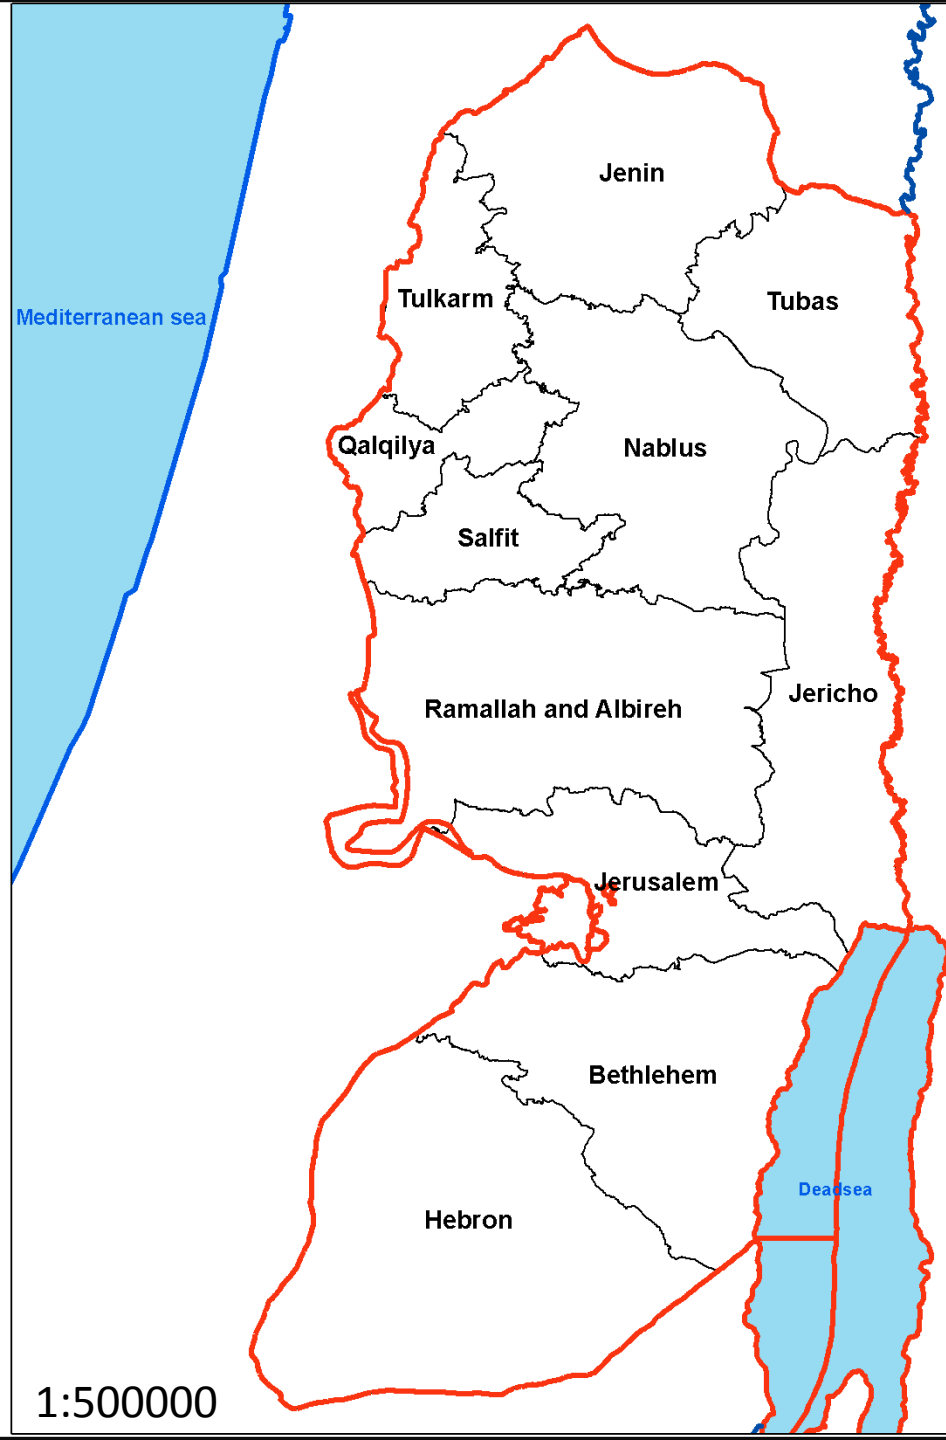 Jenin
Tulkarm
Tubas
Mediterranean sea
Qalqilya
Nablus
Salfit
Jericho
Ramallah and Albireh
Jerusalem
Bethlehem
Deadsea
Hebron
1:500000